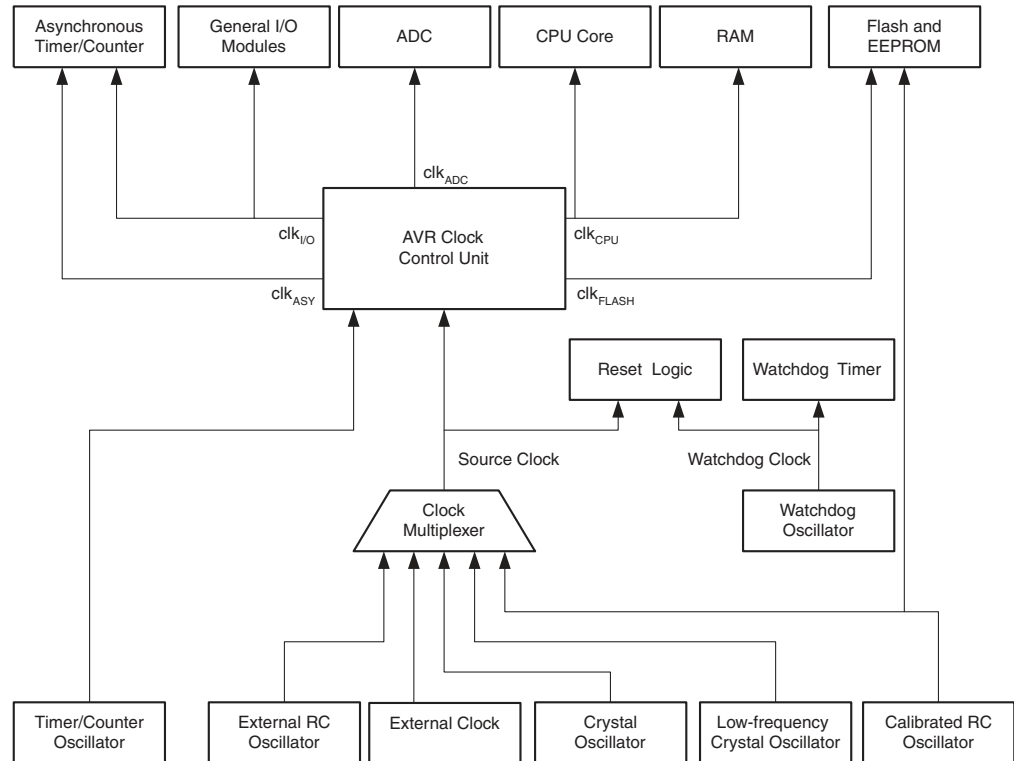 Asynchronous
Timer/Counter
General I/O
Modules
ADC
CPU Core
RAM
Flash and
EEPROM
clkADC
clkI/O
AVR Clock
Control Unit
clkCPU
clkASY
clkFLASH
Reset Logic
Watchdog Timer
Source Clock
Watchdog Clock
Clock
Multiplexer
Watchdog
Oscillator
Timer/Counter
Oscillator
External RC
Oscillator
External Clock
Crystal
Oscillator
Low-frequency
Crystal Oscillator
Calibrated RC
Oscillator